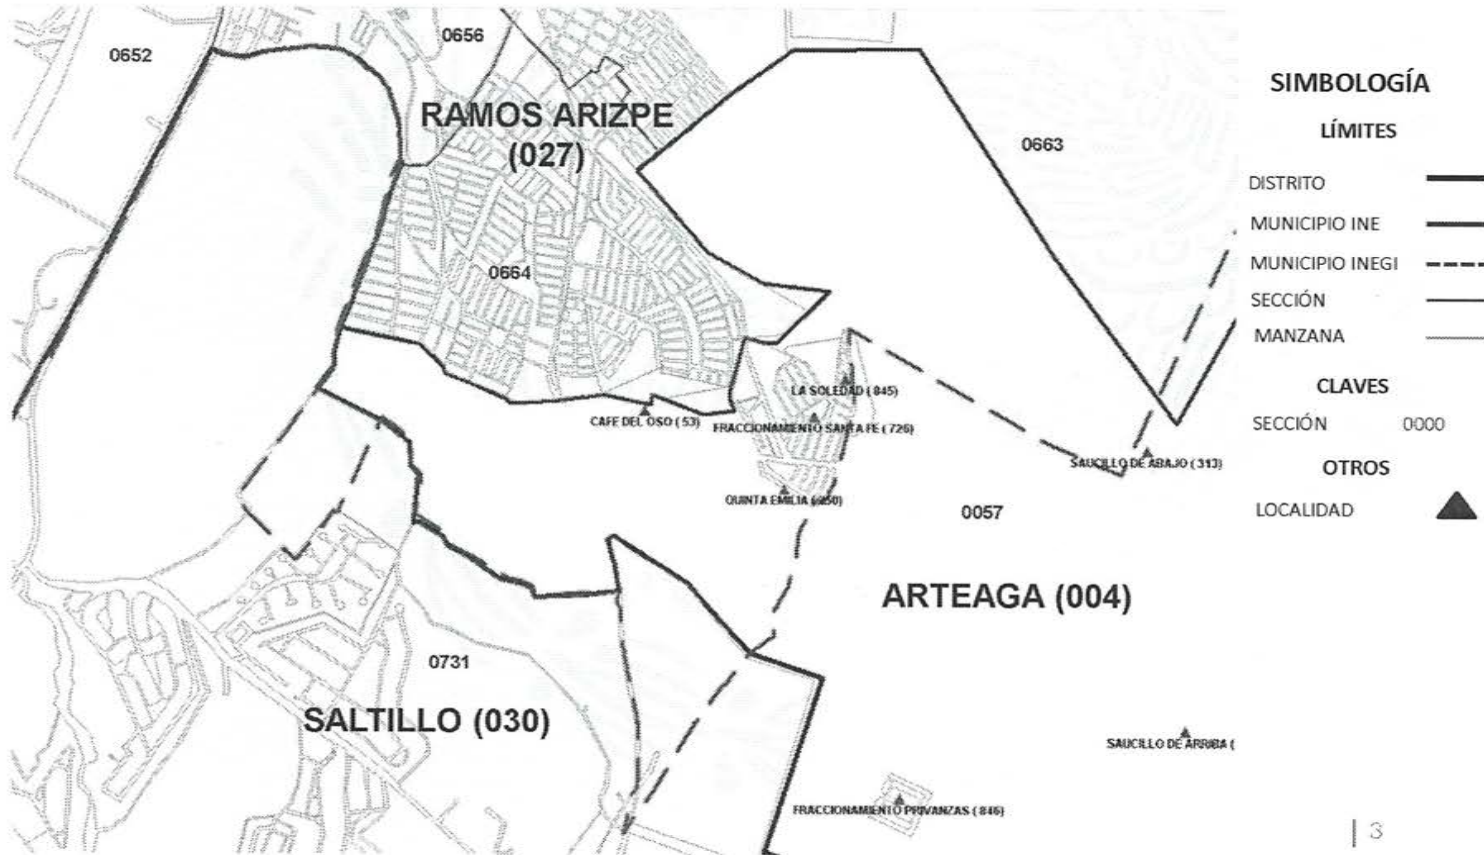 0652
0656
RAMOS ARIZPE
(027)
0663
0664
LA SOLEDAD ( 845)
CAFE DEL OSO ( 53)
FRACCIONAMIENTO SANTA FE ( 726)
SAUCILLO DE ABAJO ( 313)
QUINTA EMILIA
0057
ARTEAGA (004)
0731
SALTILLO (030)
SAUCILLO DE ARRIBA (
FRACCIONAMIENTO PRIVANZAS ( 846)
SIMBOLOGÍA
LÍMITES
DISTRITO
MUNICIPIO INE
MUNICIPIO INEGI
SECCIÓN
MANZANA
CLAVES
SECCIÓN 0000
OTROS
LOCALIDAD
| 3